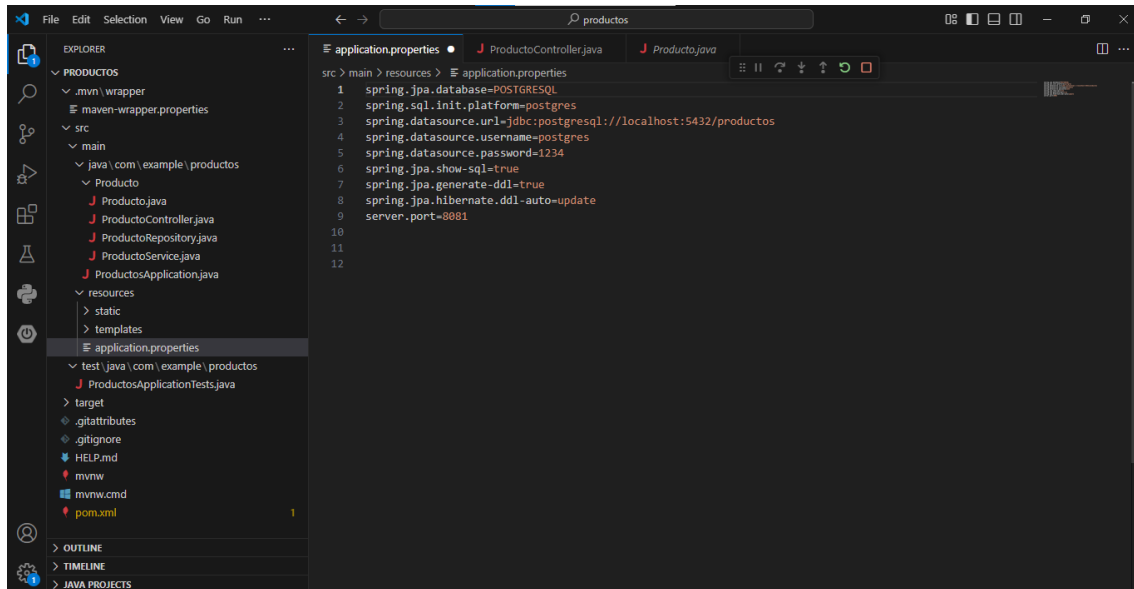 File Edit Selection View Go Run ···
productos
EXPLORER ···
PRODUCTOS
.mvn\wrapper
maven-wrapper.properties
src
main
java\com\example\productos
Producto
Producto.java
ProductoController.java
ProductoRepository.java
ProductoService.java
ProductosApplication.java
resources
static
templates
application.properties
test\java\com\example\productos
ProductosApplicationTests.java
target
.gitattributes
.gitignore
HELP.md
mvnw
mvnw.cmd
pom.xml 1
OUTLINE
TIMELINE
JAVA PROJECTS
1
1
application.properties ProductoController.java Producto.java
src > main > resources > application.properties
1 spring.jpa.database=POSTGRESQL
2 spring.sql.init.platform=postgres
3 spring.datasource.url=jdbc:postgresql://localhost:5432/productos
4 spring.datasource.username=postgres
5 spring.datasource.password=1234
6 spring.jpa.show-sql=true
7 spring.jpa.generate-ddl=true
8 spring.jpa.hibernate.ddl-auto=update
9 server.port=8081
10
11
12